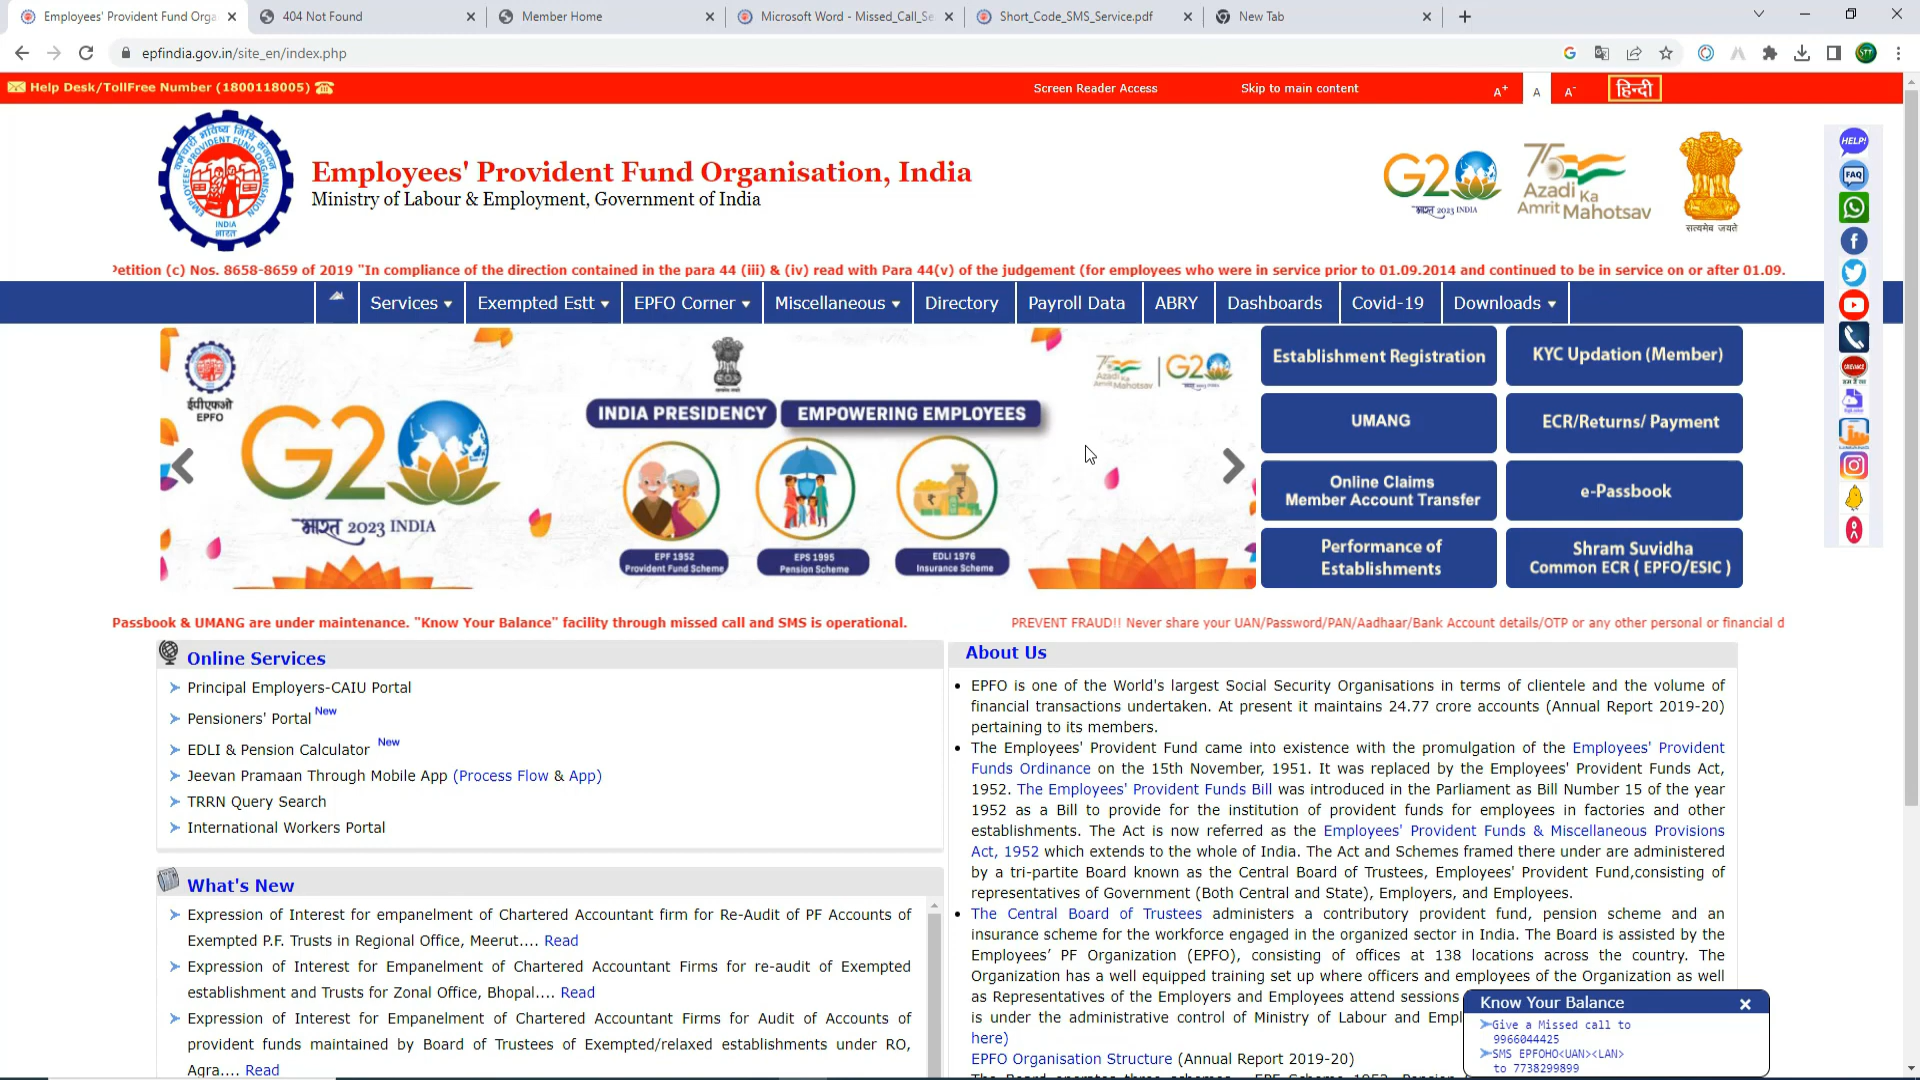 Employees' Provident Fund Orga
404 Not Found
Member Home
Microsoft Word - Missed_Call_Se
Short_Code_SMS_Service.pdf
New Tab
epfindia.gov.in/site_en/index.php
Help Desk/TollFree Number (1800118005)
Screen Reader Access
Skip to main content
A+
A
A-
हिन्दी
कर्मचारी भविष्य निधि संगठन
EMPLOYEES' PROVIDENT FUND ORGANISATION
INDIA
भारत
Employees' Provident Fund Organisation, India
Ministry of Labour & Employment, Government of India
G20
भारत 2023 INDIA
75
Azadi Ka
Amrit Mahotsav
सत्यमेव जयते
HELP!
FAQ
Petition (c) Nos. 8658-8659 of 2019 "In compliance of the direction contained in the para 44 (iii) & (iv) read with Para 44(v) of the judgement (for employees who were in service prior to 01.09.2014 and continued to be in service on or after 01.09.
Services
Exempted Estt
EPFO Corner
Miscellaneous
Directory
Payroll Data
ABRY
Dashboards
Covid-19
Downloads
ईपीएफओ
EPFO
G20
भारत 2023 INDIA
INDIA PRESIDENCY
EMPOWERING EMPLOYEES
EPF 1952
Provident Fund Scheme
EPS 1995
Pension Scheme
EDLI 1976
Insurance Scheme
Azadi Ka
Amrit Mahotsav
G20
Establishment Registration
KYC Updation (Member)
UMANG
ECR/Returns/ Payment
Online Claims
Member Account Transfer
e-Passbook
Performance of
Establishments
Shram Suvidha
Common ECR ( EPFO/ESIC )
Passbook & UMANG are under maintenance. "Know Your Balance" facility through missed call and SMS is operational.
PREVENT FRAUD!! Never share your UAN/Password/PAN/Aadhaar/Bank Account details/OTP or any other personal or financial d
Online Services
Principal Employers-CAIU Portal
Pensioners' Portal New
EDLI & Pension Calculator New
Jeevan Pramaan Through Mobile App (Process Flow & App)
TRRN Query Search
International Workers Portal
What's New
Expression of Interest for empanelment of Chartered Accountant firm for Re-Audit of PF Accounts of
Exempted P.F. Trusts in Regional Office, Meerut.... Read
Expression of Interest for Empanelment of Chartered Accountant Firms for re-audit of Exempted
establishment and Trusts for Zonal Office, Bhopal.... Read
Expression of Interest for Empanelment of Chartered Accountant Firms for Audit of Accounts of
provident funds maintained by Board of Trustees of Exempted/relaxed establishments under RO,
Agra.... Read
About Us
EPFO is one of the World's largest Social Security Organisations in terms of clientele and the volume of
financial transactions undertaken. At present it maintains 24.77 crore accounts (Annual Report 2019-20)
pertaining to its members.
The Employees' Provident Fund came into existence with the promulgation of the Employees' Provident
Funds Ordinance on the 15th November, 1951. It was replaced by the Employees' Provident Funds Act,
1952. The Employees' Provident Funds Bill was introduced in the Parliament as Bill Number 15 of the year
1952 as a Bill to provide for the institution of provident funds for employees in factories and other
establishments. The Act is now referred as the Employees' Provident Funds & Miscellaneous Provisions
Act, 1952 which extends to the whole of India. The Act and Schemes framed there under are administered
by a tri-partite Board known as the Central Board of Trustees, Employees' Provident Fund,consisting of
representatives of Government (Both Central and State), Employers, and Employees.
The Central Board of Trustees administers a contributory provident fund, pension scheme and an
insurance scheme for the workforce engaged in the organized sector in India. The Board is assisted by the
Employees' PF Organization (EPFO), consisting of offices at 138 locations across the country. The
Organization has a well equipped training set up where officers and employees of the Organization as well
as Representatives of the Employers and Employees attend sessions
is under the administrative control of Ministry of Labour and Empl
here)
EPFO Organisation Structure (Annual Report 2019-20)
Know Your Balance
Give a Missed call to
9966044425
SMS EPFOHO<UAN><LAN>
to 7738299899